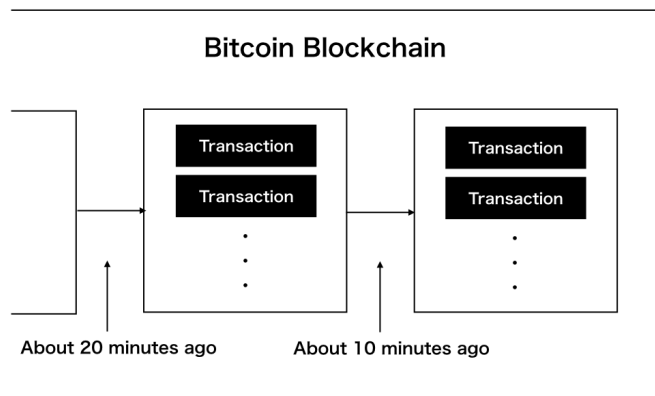 Bitcoin Blockchain
Transaction
Transaction
Transaction
Transaction
About 20 minutes ago
About 10 minutes ago